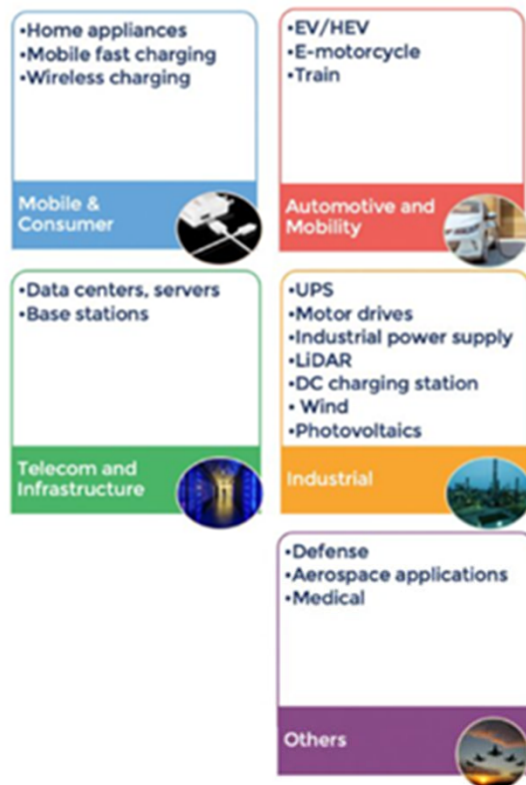 •Home appliances
•Mobile fast charging
•Wireless charging
Mobile &
Consumer
•EV/HEV
•E-motorcycle
•Train
Automotive and
Mobility
•Data centers, servers
•Base stations
Telecom and
Infrastructure
•UPS
•Motor drives
•Industrial power supply
•LiDAR
•DC charging station
• Wind
•Photovoltaics
Industrial
•Defense
•Aerospace applications
•Medical
Others